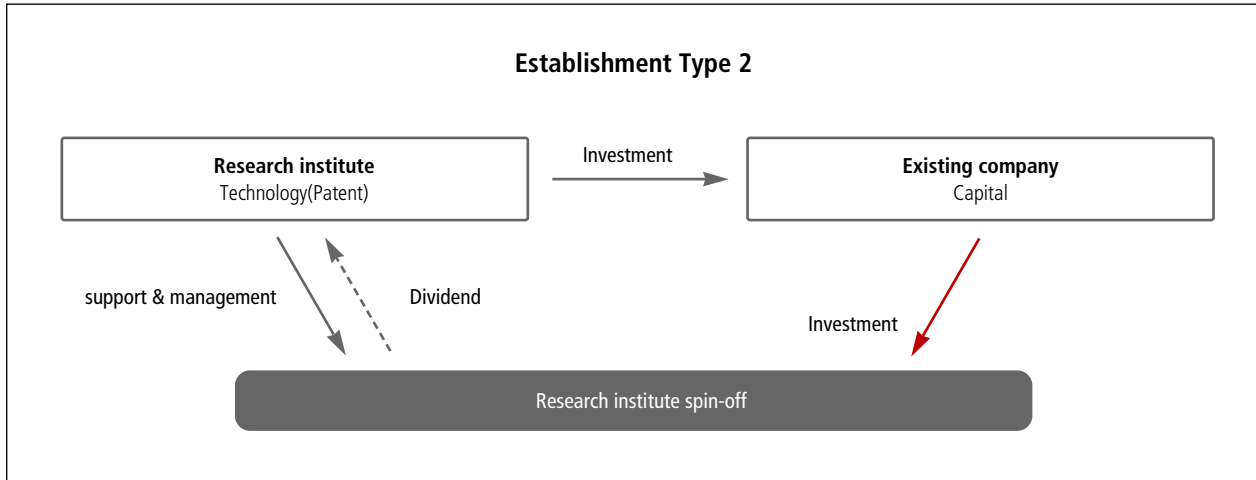 Establishment Type 2
Research institute
Technology(Patent)
Investment
Existing company
Capital
support & management
Dividend
Investment
Research institute spin-off